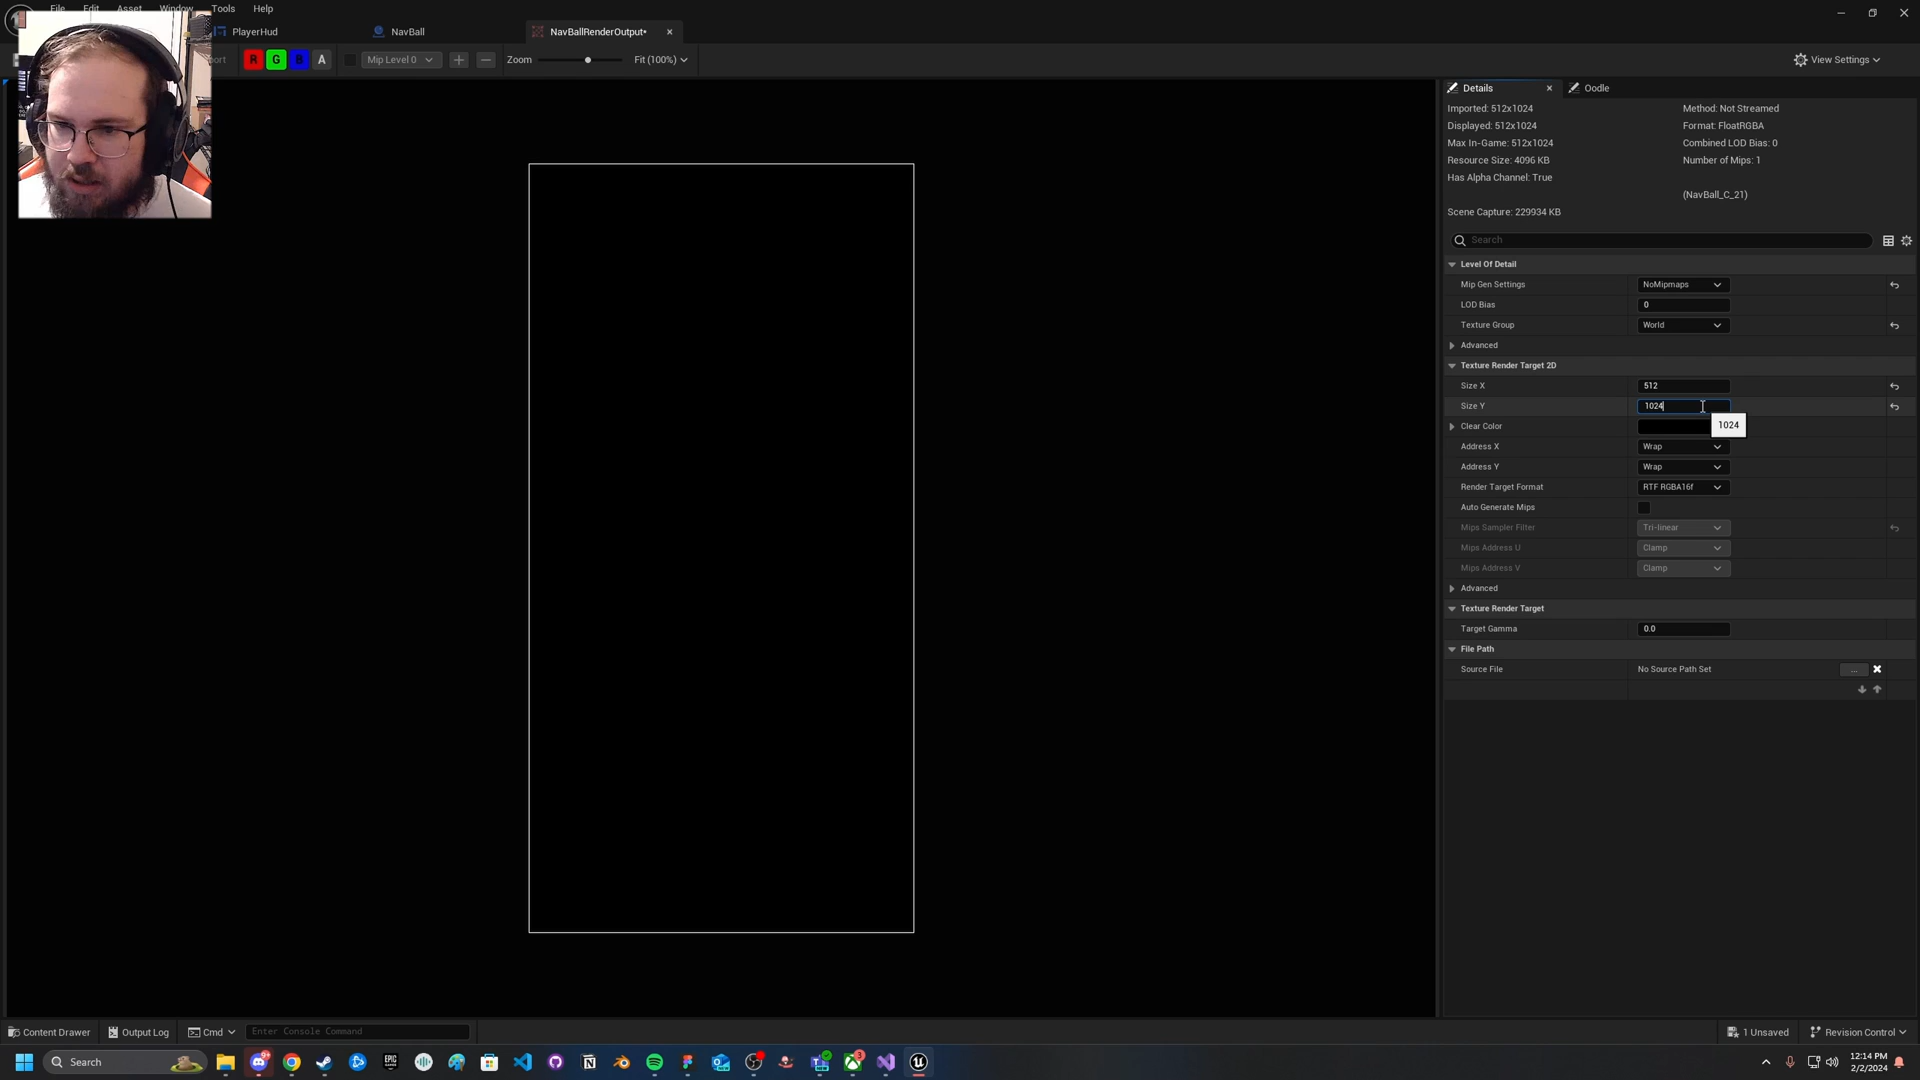 File Edit Asset Window Tools Help
PlayerHud NavBall NavBallRenderOutput*
R G B A Mip Level 0 Zoom Fit (100%) View Settings
Details Oodle
Imported: 512x1024 Method: Not Streamed
Displayed: 512x1024 Format: FloatRGBA
Max In-Game: 512x1024 Combined LOD Bias: 0
Resource Size: 4096 KB Number of Mips: 1
Has Alpha Channel: True
(NavBall_C_21)
Scene Capture: 229934 KB
Search
Level Of Detail
Mip Gen Settings NoMipmaps
LOD Bias 0
Texture Group World
Advanced
Texture Render Target 2D
Size X 512
Size Y 1024
Clear Color 1024
Address X Wrap
Address Y Wrap
Render Target Format RTF RGBA16f
Auto Generate Mips
Mips Sampler Filter Tri-linear
Mips Address U Clamp
Mips Address V Clamp
Advanced
Texture Render Target
Target Gamma 0.0
File Path
Source File No Source Path Set ...
Content Drawer Output Log Cmd Enter Console Command 1 Unsaved Revision Control
Search 12:14 PM
2/2/2024